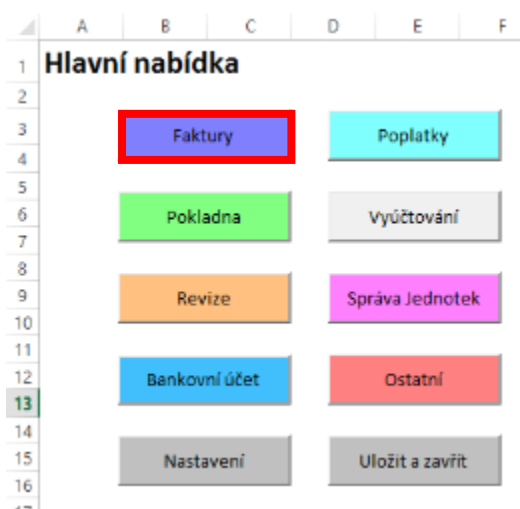 A B C D E F
1 Hlavní nabídka
2
3 Faktury Poplatky
4
5
6 Pokladna Vyúčtování
7
8
9 Revize Správa Jednotek
10
11
12 Bankovní účet Ostatní
13
14
15 Nastavení Uložit a zavřít
16